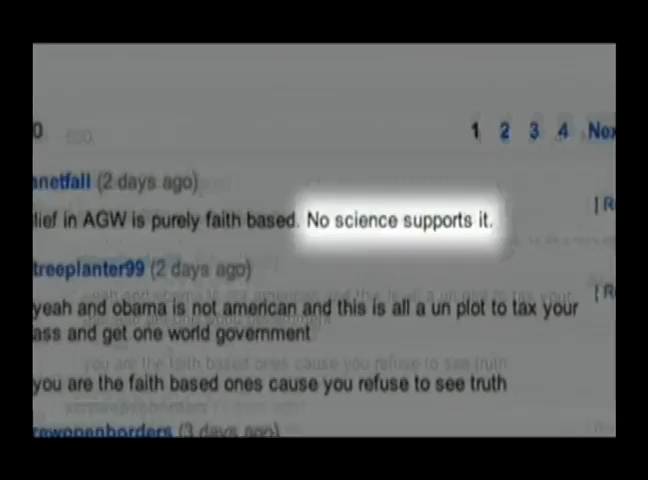 0
1 2 3 4 Nex
anetfall (2 days ago)
lief in AGW is purely faith based. No science supports it. | R
treeplanter99 (2 days ago)
yeah and obama is not american and this is all a un plot to tax your | R
ass and get one world government
you are the faith based ones cause you refuse to see truth
rewopenborders (3 days ago)